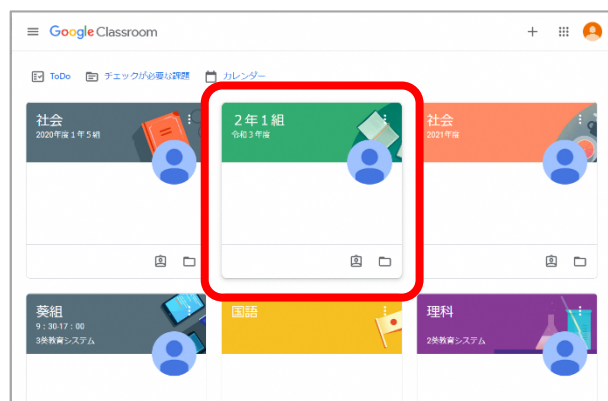 Google Classroom
ToDo チェックが必要な課題 カレンダー
社会
2020年度1年5組
2年1組
令和3年度
社会
2021年度
葵組
9：30-17：00
3葵教育システム
国語
理科
2葵教育システム